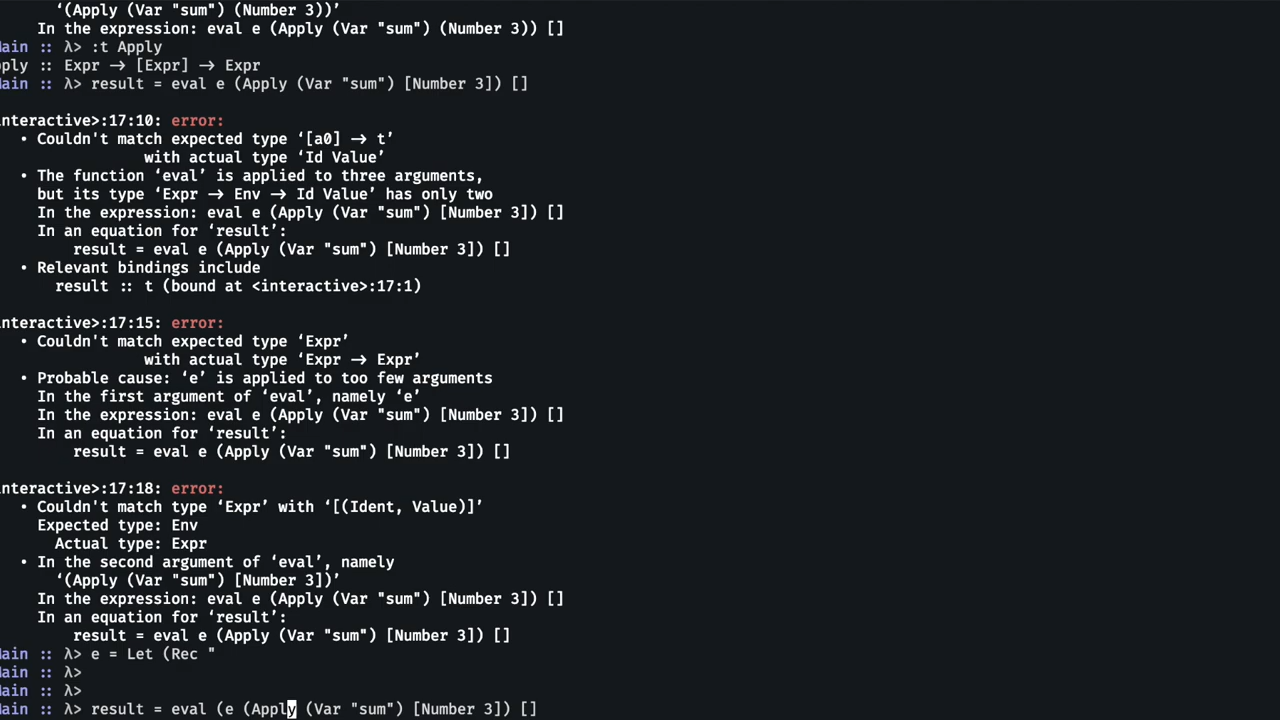 ‘(Apply (Var "sum") (Number 3))’
In the expression: eval e (Apply (Var "sum") (Number 3)) []
ain :: λ> :t Apply
pply :: Expr → [Expr] → Expr
ain :: λ> result = eval e (Apply (Var "sum") [Number 3]) []
interactive>:17:10: error:
• Couldn't match expected type ‘[a0] → t’
with actual type ‘Id Value’
• The function ‘eval’ is applied to three arguments,
but its type ‘Expr → Env → Id Value’ has only two
In the expression: eval e (Apply (Var "sum") [Number 3]) []
In an equation for ‘result’:
result = eval e (Apply (Var "sum") [Number 3]) []
• Relevant bindings include
result :: t (bound at <interactive>:17:1)
interactive>:17:15: error:
• Couldn't match expected type ‘Expr’
with actual type ‘Expr → Expr’
• Probable cause: ‘e’ is applied to too few arguments
In the first argument of ‘eval’, namely ‘e’
In the expression: eval e (Apply (Var "sum") [Number 3]) []
In an equation for ‘result’:
result = eval e (Apply (Var "sum") [Number 3]) []
interactive>:17:18: error:
• Couldn't match type ‘Expr’ with ‘[(Ident, Value)]’
Expected type: Env
Actual type: Expr
• In the second argument of ‘eval’, namely
‘(Apply (Var "sum") [Number 3])’
In the expression: eval e (Apply (Var "sum") [Number 3]) []
In an equation for ‘result’:
result = eval e (Apply (Var "sum") [Number 3]) []
ain :: λ> e = Let (Rec "
ain :: λ>
ain :: λ>
ain :: λ> result = eval (e (Apply (Var "sum") [Number 3]) []